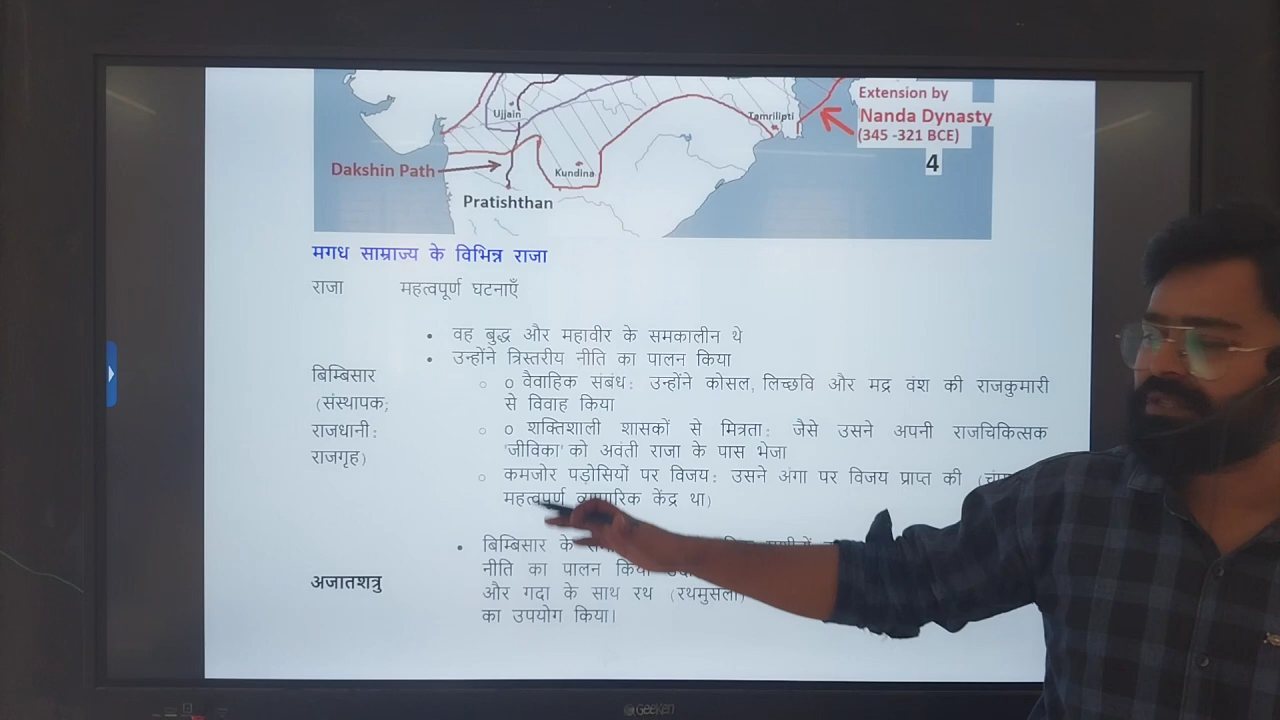 Extension by
Nanda Dynasty
(345 -321 BCE)
4
Ujjain
Tamrilipti
Dakshin Path
Kundina
Pratishthan
मगध साम्राज्य के विभिन्न राजा
राजा महत्वपूर्ण घटनाएँ
• वह बुद्ध और महावीर के समकालीन थे
• उन्होंने त्रिस्तरीय नीति का पालन किया
बिम्बिसार
(संस्थापक;
राजधानी:
राजगृह)
○ o वैवाहिक संबंध: उन्होंने कोसल, लिच्छवि और मद्र वंश की राजकुमारी
से विवाह किया
○ o शक्तिशाली शासकों से मित्रता: जैसे उसने अपनी राजचिकित्सक
'जीविका' को अवंती राजा के पास भेजा
○ कमजोर पड़ोसियों पर विजय: उसने अंगा पर विजय प्राप्त की
महत्वपूर्ण केंद्र था)
अजातशत्रु
• बिम्बिसार के
नीति का पालन किया
और गदा के साथ रथ (रथमुसला)
का उपयोग किया।
GeeKen